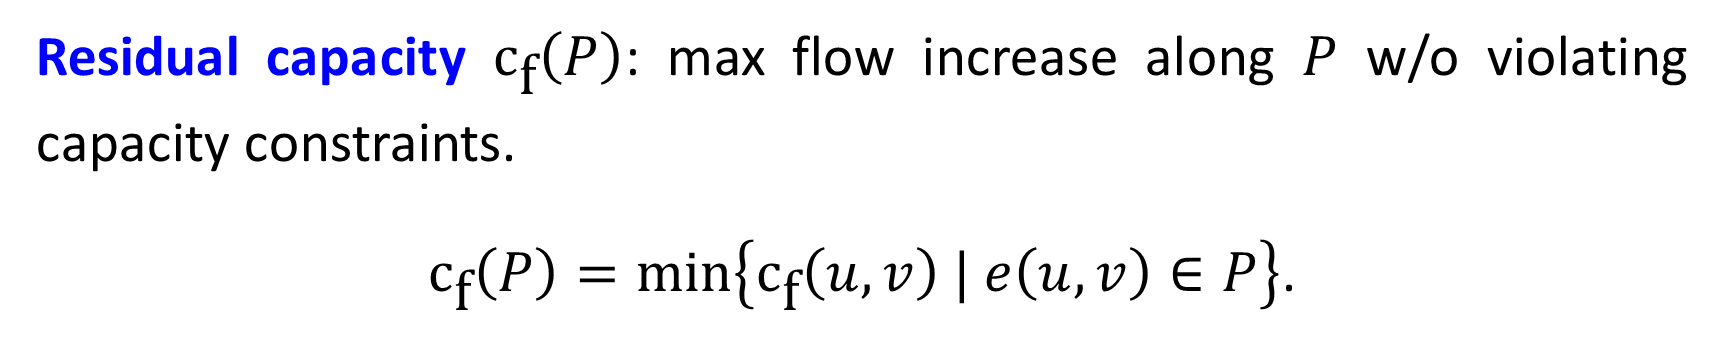 Residual capacity c_f(P): max flow increase along P w/o violating
capacity constraints.
c_f(P) = min{c_f(u, v) | e(u, v) ∈ P}.